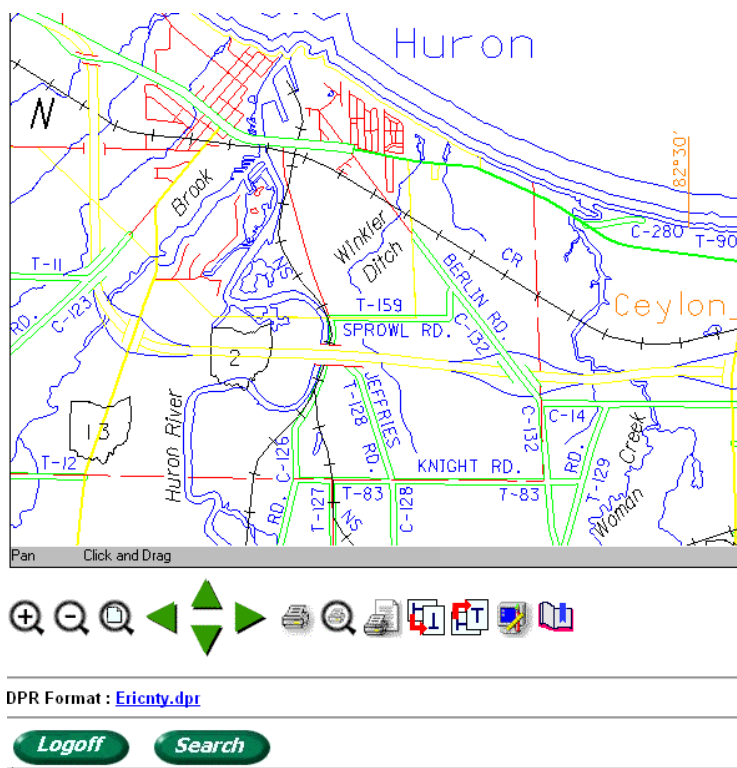 Huron
N
82°30'
Brook
Winkler
Ditch
C-280
T-90
T-11
NS
CR
BERLIN RD.
C-123
RD.
T-159
Ceylon
SPROWL RD.
C-132
2
JEFFRIES
RD.
T-128
13
Huron River
C-132
C-14
Creek
T-12
C-126
KNIGHT RD.
RD.
T-129
RD.
T-127
T-83
C-128
T-83
NS
Woman
Pan Click and Drag
DPR Format : Ericnty.dpr
Logoff Search